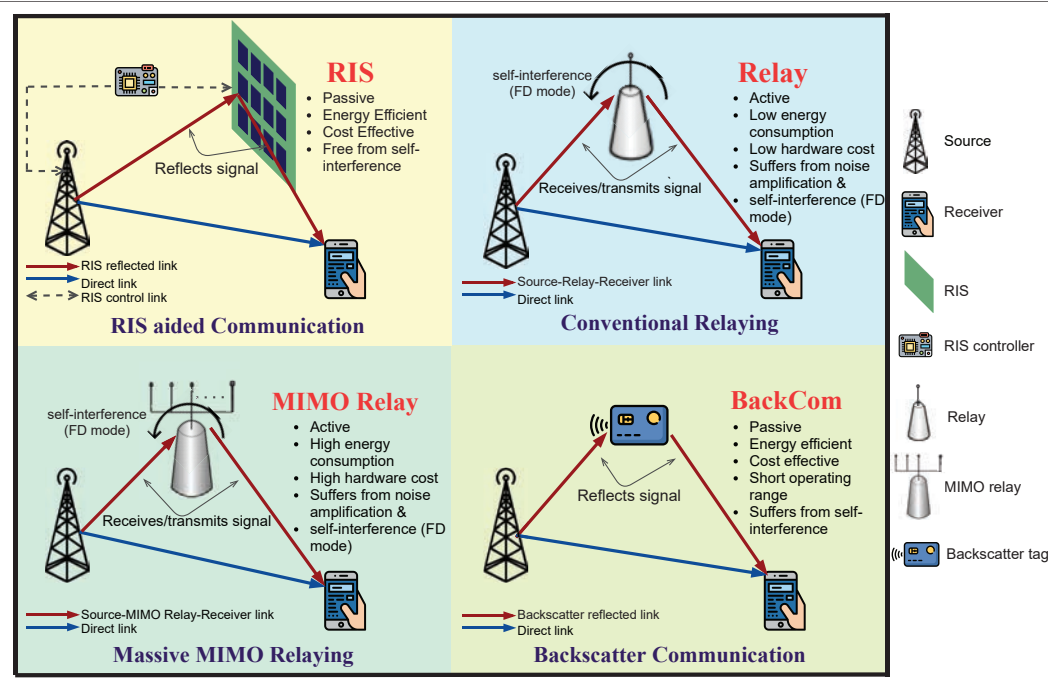 RIS
• Passive
• Energy Efficient
• Cost Effective
• Free from self-
interference
Reflects signal
RIS reflected link
Direct link
RIS control link
RIS aided Communication
self-interference
(FD mode)
Relay
• Active
• Low energy
consumption
• Low hardware cost
• Suffers from noise
amplification &
• self-interference (FD
mode)
Receives/transmits signal
Source-Relay-Receiver link
Direct link
Conventional Relaying
self-interference
(FD mode)
MIMO Relay
• Active
• High energy
consumption
• High hardware cost
• Suffers from noise
amplification &
• self-interference (FD
mode)
Receives/transmits signal
Source-MIMO Relay-Receiver link
Direct link
Massive MIMO Relaying
BackCom
• Passive
• Energy efficient
• Cost effective
• Short operating
range
• Suffers from self-
interference
Reflects signal
Backscatter reflected link
Direct link
Backscatter Communication
Source
Receiver
RIS
RIS controller
Relay
MIMO relay
Backscatter tag